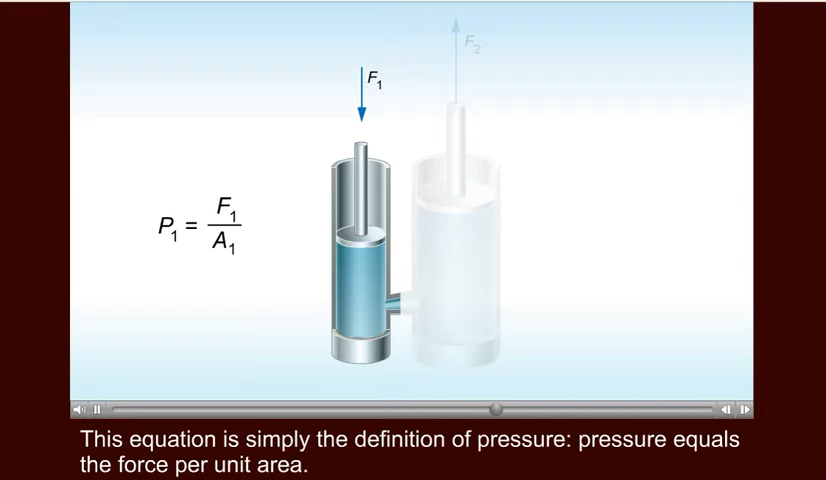 F2
F1
P1 = F1
A1
This equation is simply the definition of pressure: pressure equals
the force per unit area.